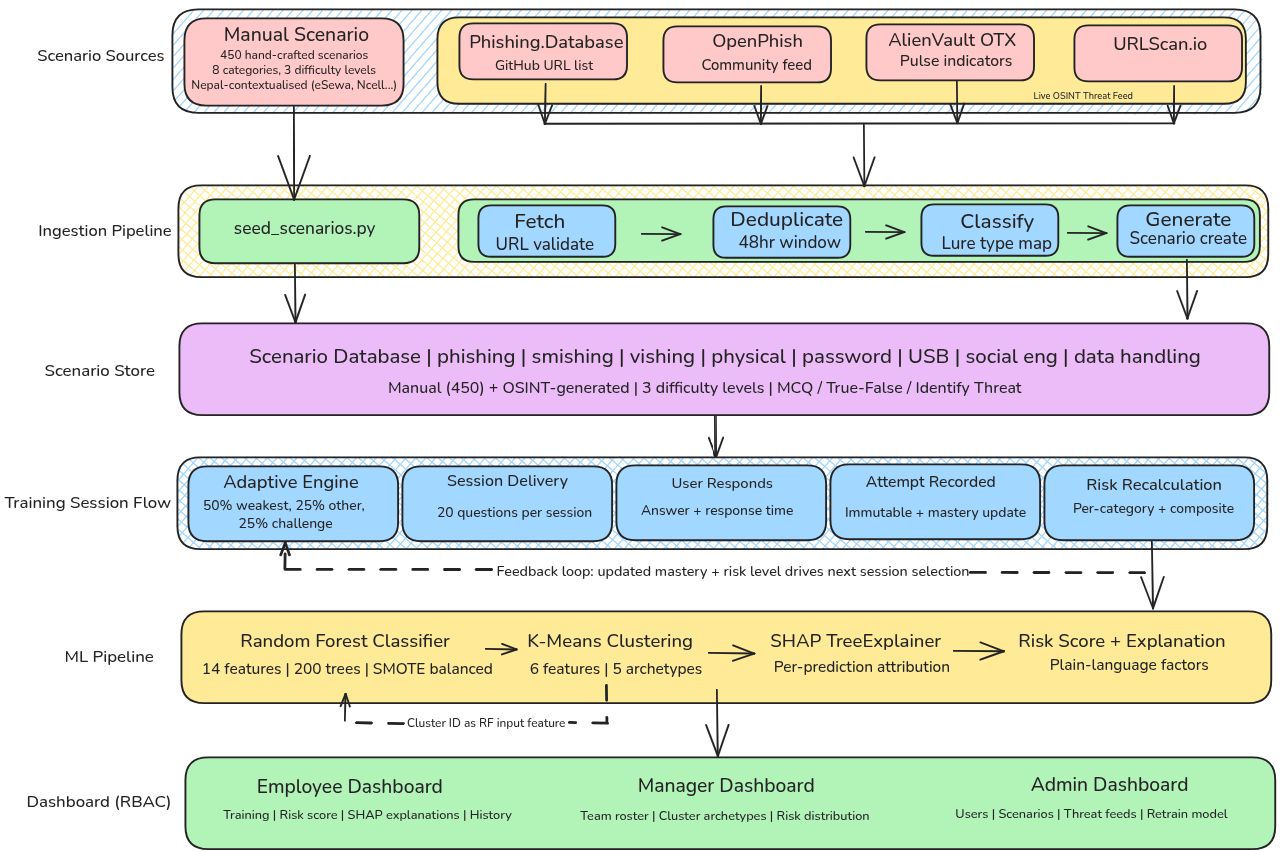 Scenario Sources
Manual Scenario
450 hand-crafted scenarios
8 categories, 3 difficulty levels
Nepal-contextualised (eSewa, Ncell...)
Phishing.Database
GitHub URL list
OpenPhish
Community feed
AlienVault OTX
Pulse indicators
URLScan.io
Live OSINT Threat Feed
Ingestion Pipeline
seed_scenarios.py
Fetch
URL validate
Deduplicate
48hr window
Classify
Lure type map
Generate
Scenario create
Scenario Store
Scenario Database | phishing | smishing | vishing | physical | password | USB | social eng | data handling
Manual (450) + OSINT-generated | 3 difficulty levels | MCQ / True-False / Identify Threat
Training Session Flow
Adaptive Engine
50% weakest, 25% other,
25% challenge
Session Delivery
20 questions per session
User Responds
Answer + response time
Attempt Recorded
Immutable + mastery update
Risk Recalculation
Per-category + composite
Feedback loop: updated mastery + risk level drives next session selection
ML Pipeline
Random Forest Classifier
14 features | 200 trees | SMOTE balanced
K-Means Clustering
6 features | 5 archetypes
SHAP TreeExplainer
Per-prediction attribution
Risk Score + Explanation
Plain-language factors
Cluster ID as RF input feature
Dashboard (RBAC)
Employee Dashboard
Training | Risk score | SHAP explanations | History
Manager Dashboard
Team roster | Cluster archetypes | Risk distribution
Admin Dashboard
Users | Scenarios | Threat feeds | Retrain model